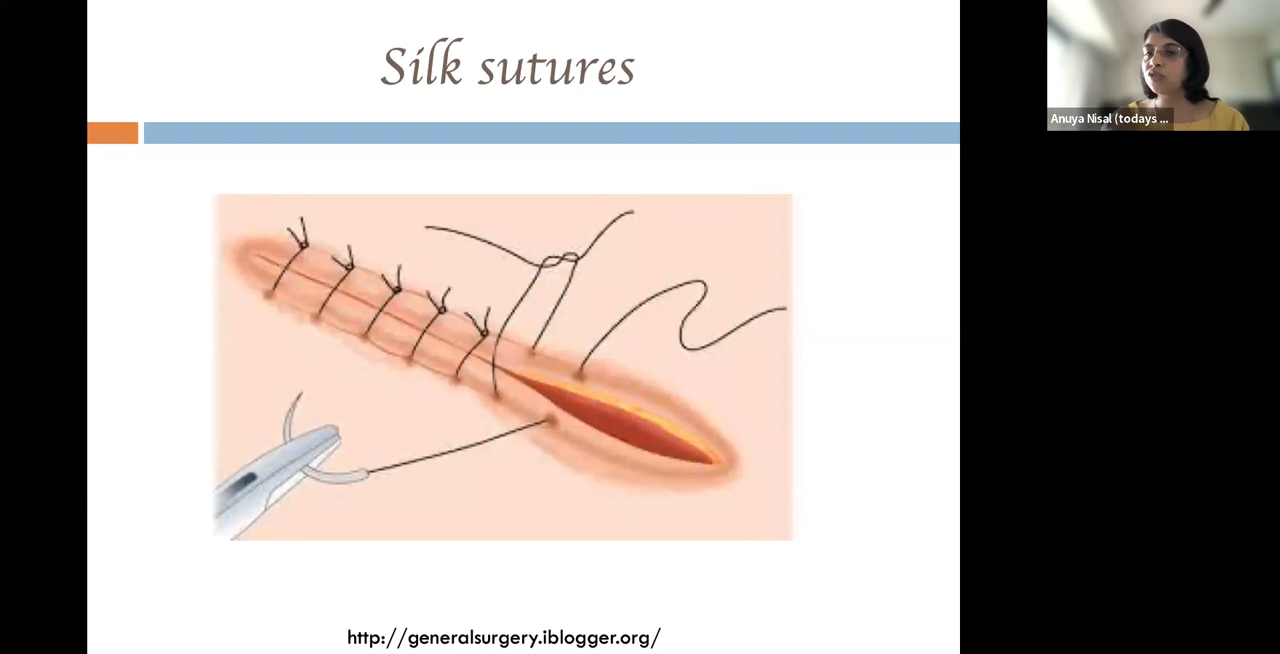 Silk sutures
Anuya Nisal (todays ...
http://generalsurgery.iblogger.org/